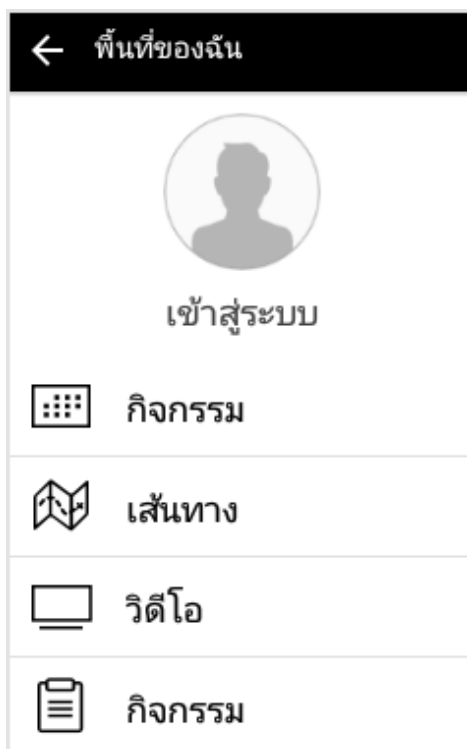 พื้นที่ของฉัน
เข้าสู่ระบบ
กิจกรรม
เส้นทาง
วิดีโอ
กิจกรรม